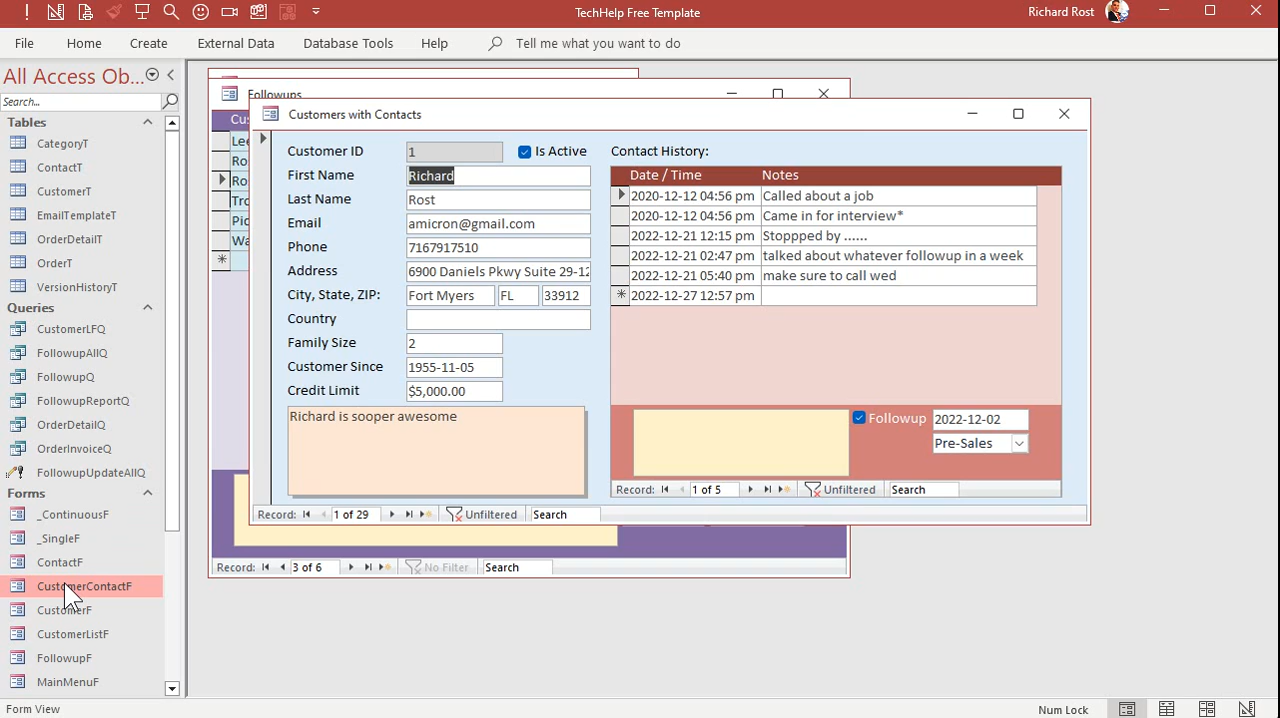 TechHelp Free Template
Richard Rost
File Home Create External Data Database Tools Help Tell me what you want to do
All Access Ob...
Search...
Tables
CategoryT
ContactT
CustomerT
EmailTemplateT
OrderDetailT
OrderT
VersionHistoryT
Queries
CustomerLFQ
FollowupAllQ
FollowupQ
FollowupReportQ
OrderDetailQ
OrderInvoiceQ
FollowupUpdateAllQ
Forms
_ContinuousF
_SingleF
ContactF
CustomerContactF
CustomerF
CustomerListF
FollowupF
MainMenuF
Followups
Cu
Lee
Ro
Ro
Tro
Pic
Wa
Record: 3 of 6 No Filter Search
Customers with Contacts
Customer ID 1 Is Active
First Name Richard
Last Name Rost
Email amicron@gmail.com
Phone 7167917510
Address 6900 Daniels Pkwy Suite 29-12
City, State, ZIP: Fort Myers FL 33912
Country
Family Size 2
Customer Since 1955-11-05
Credit Limit $5,000.00
Richard is sooper awesome
Contact History:
Date / Time Notes
2020-12-12 04:56 pm Called about a job
2020-12-12 04:56 pm Came in for interview*
2022-12-21 12:15 pm Stoppped by ......
2022-12-21 02:47 pm talked about whatever followup in a week
2022-12-21 05:40 pm make sure to call wed
2022-12-27 12:57 pm
Followup 2022-12-02
Pre-Sales
Record: 1 of 5 Unfiltered Search
Record: 1 of 29 Unfiltered Search
Form View
Num Lock